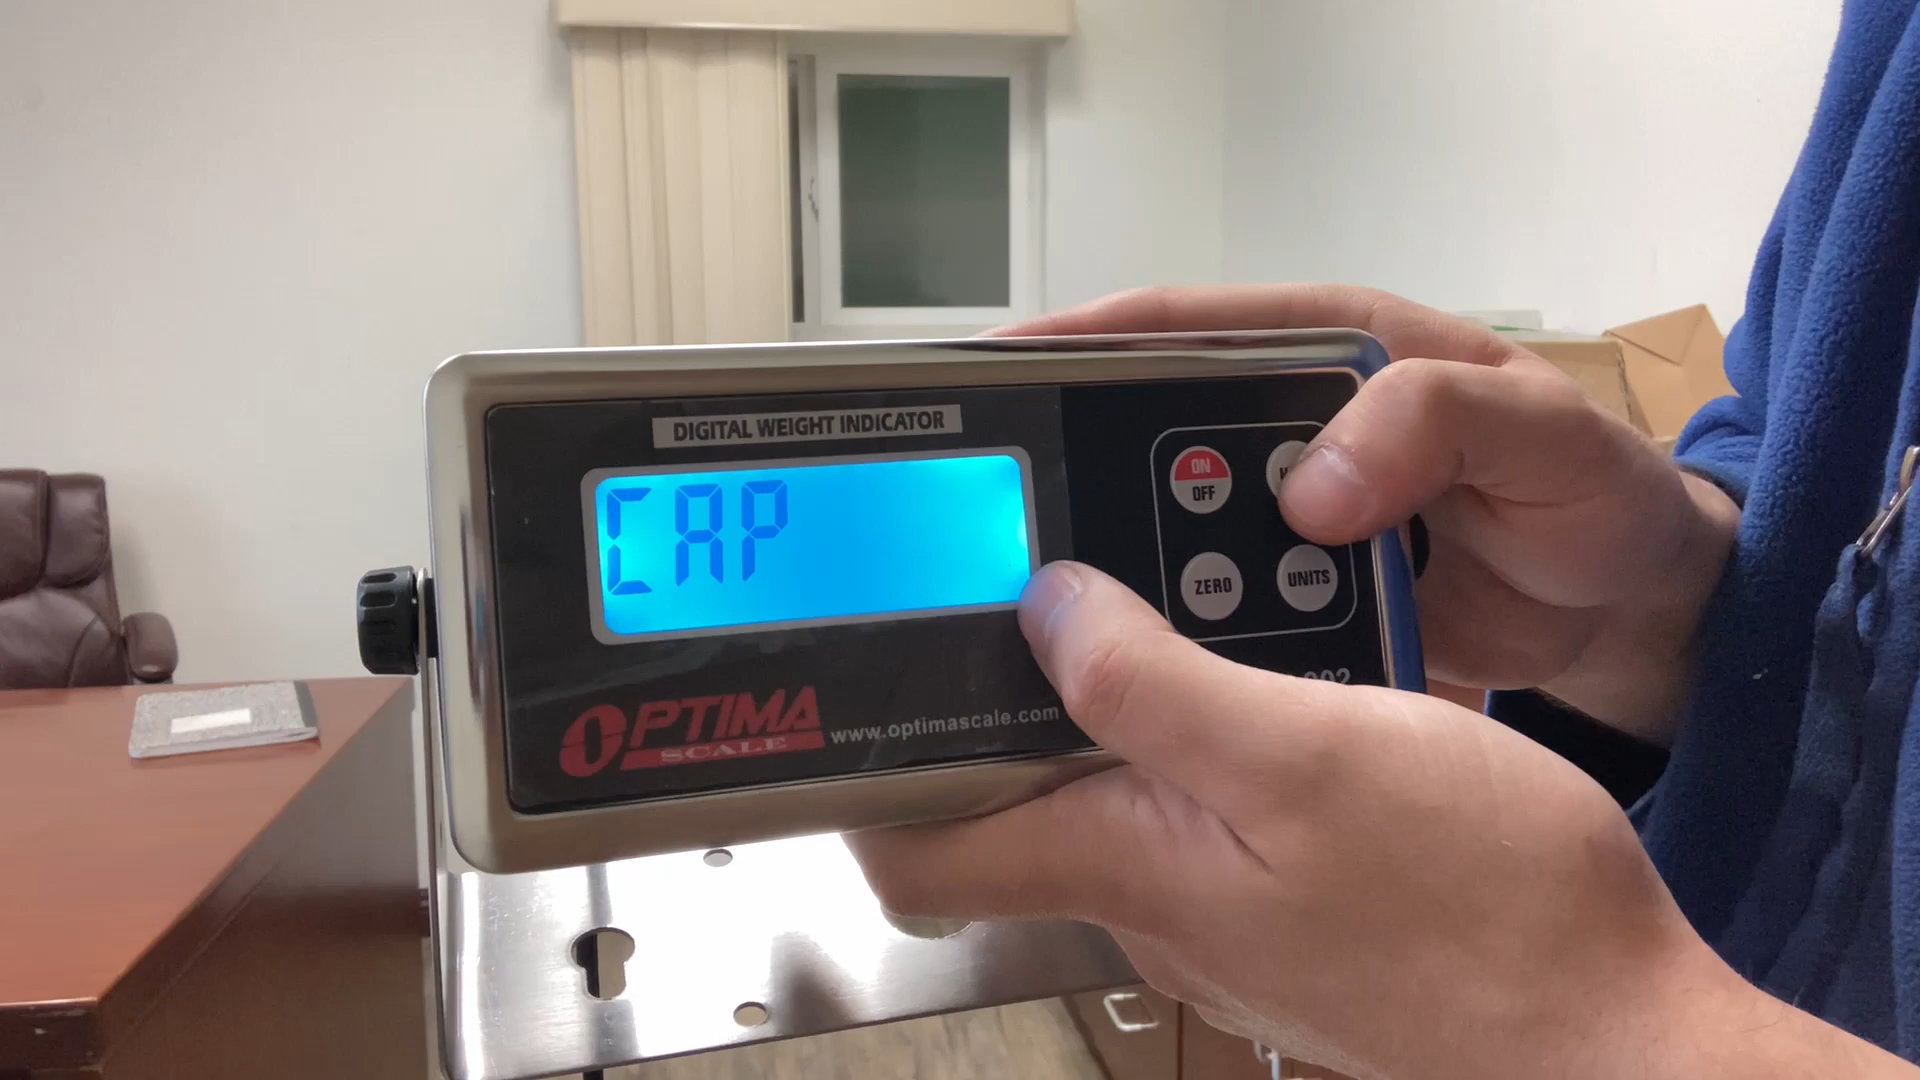 DIGITAL WEIGHT INDICATOR
CAP
ON
OFF
ZERO
UNITS
OPTIMA
SCALE
www.optimascale.com